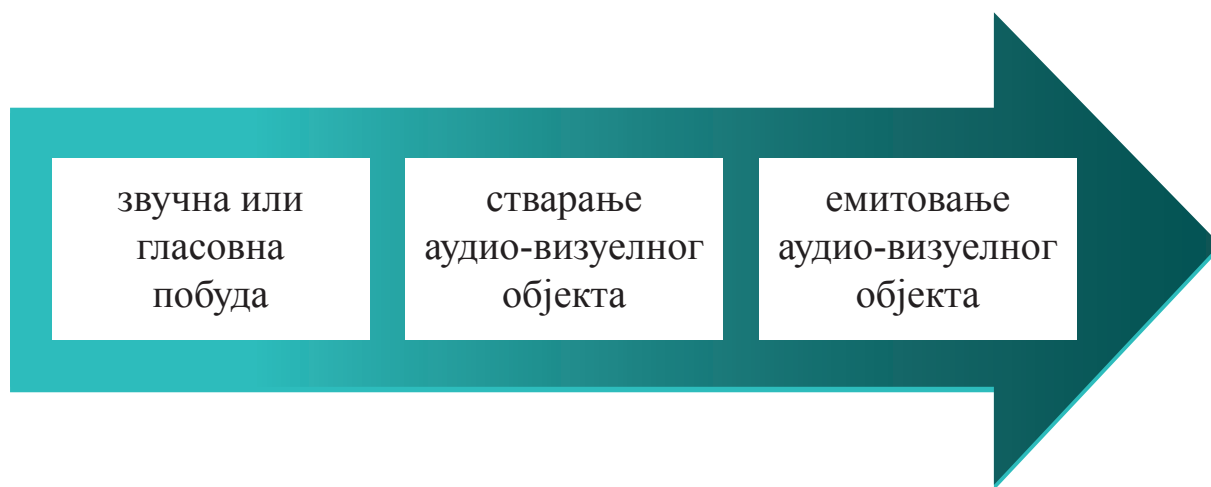 звучна или
гласовна
побуда
стварање
аудио-визуелног
објекта
емитовање
аудио-визуелног
објекта